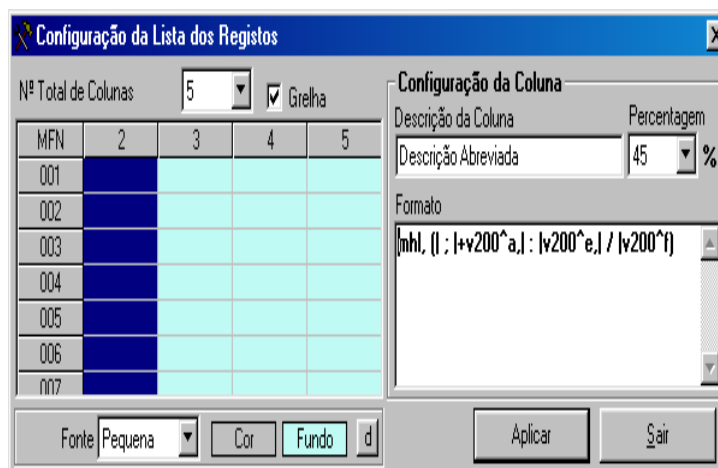 Configuração da Lista dos Registos
Nº Total de Colunas 5 Grelha
MFN 2 3 4 5
001
002
003
004
005
006
007
Configuração da Coluna
Descrição da Coluna Percentagem
Descrição Abreviada 45 %
Formato
mhl, (| ; |+v200^a,| : |v200^e,| / |v200^f)
Fonte Pequena Cor Fundo d
Aplicar Sair